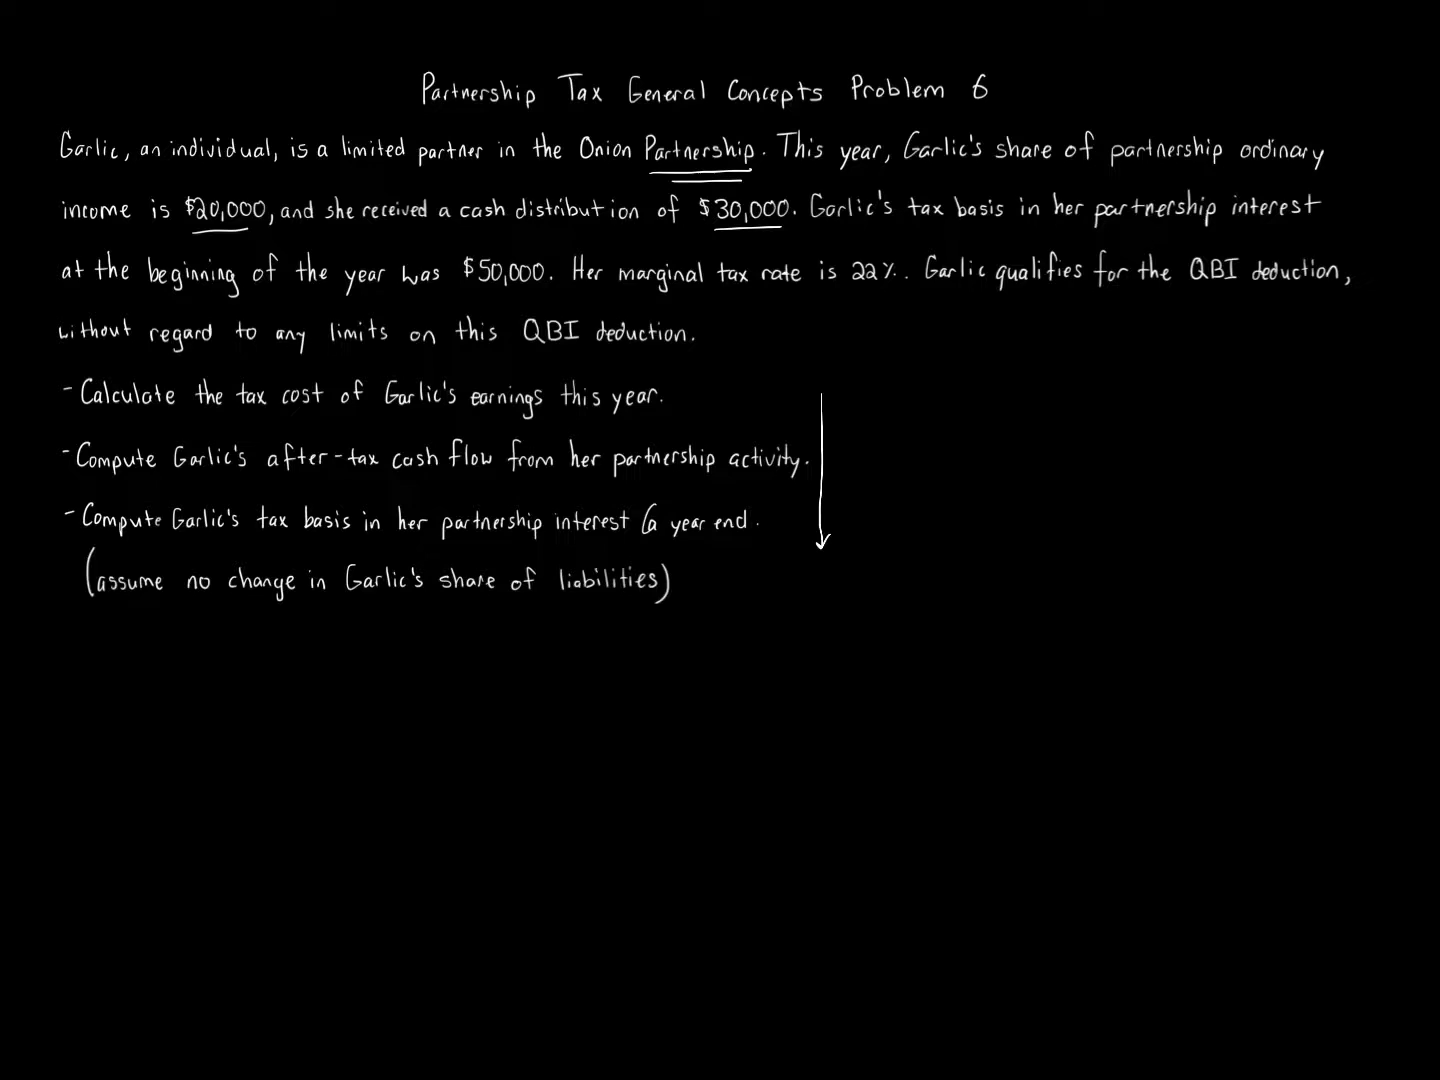 Partnership Tax General Concepts Problem 6
Garlic, an individual, is a limited partner in the Onion Partnership. This year, Garlic's share of partnership ordinary
income is $20,000, and she received a cash distribution of $30,000. Garlic's tax basis in her partnership interest
at the beginning of the year was $50,000. Her marginal tax rate is 22%. Garlic qualifies for the QBI deduction,
without regard to any limits on this QBI deduction.
- Calculate the tax cost of Garlic's earnings this year.
- Compute Garlic's after-tax cash flow from her partnership activity.
- Compute Garlic's tax basis in her partnership interest @ year end.
(assume no change in Garlic's share of liabilities)